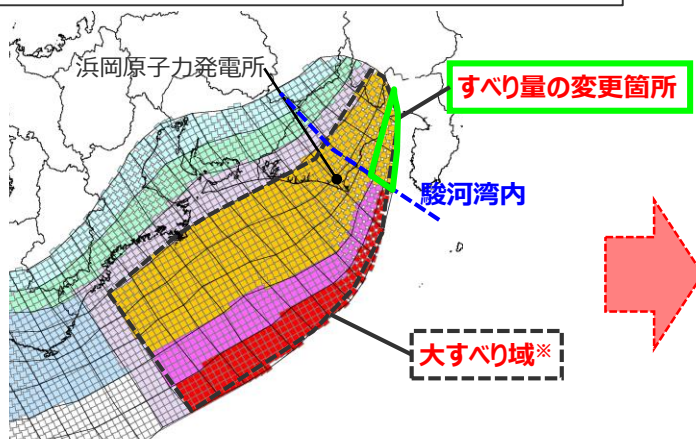 浜岡原子力発電所
すべり量の変更箇所
駿河湾内
大すべり域※